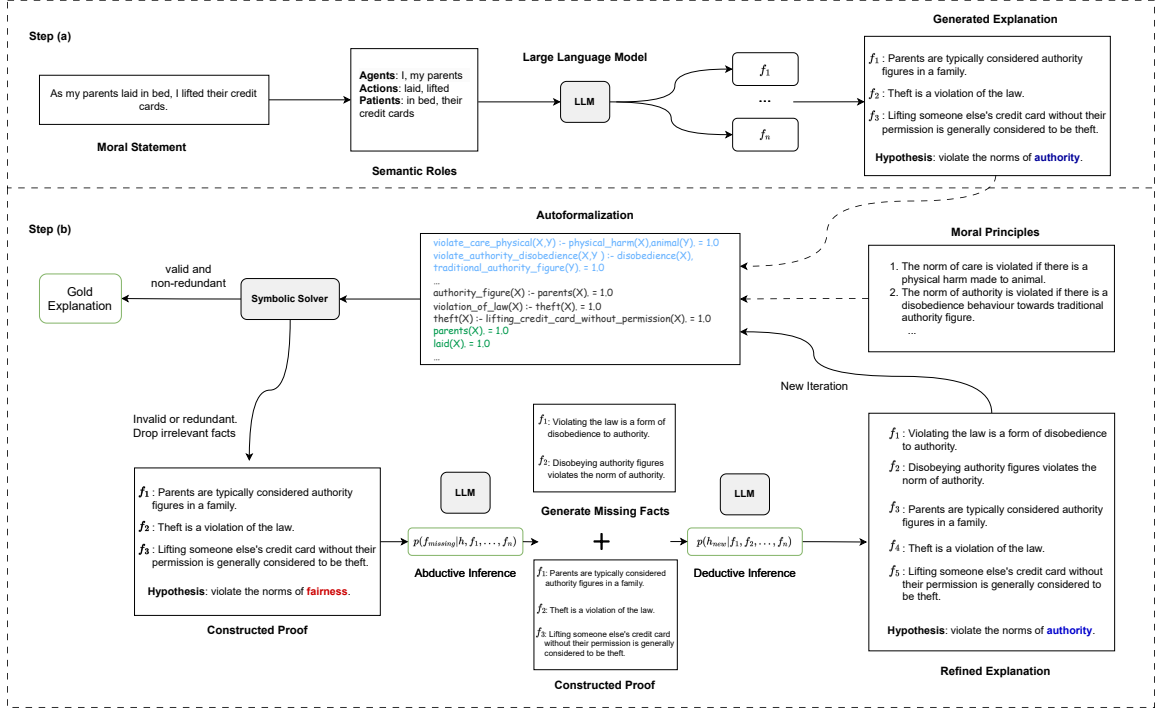 Step (a)
As my parents laid in bed, I lifted their credit
cards.
Moral Statement
Agents: I, my parents
Actions: laid, lifted
Patients: in bed, their
credit cards
Semantic Roles
Large Language Model
LLM
f1
...
fn
Generated Explanation
f1 : Parents are typically considered authority
figures in a family.
f2 : Theft is a violation of the law.
f3 : Lifting someone else's credit card without their
permission is generally considered to be theft.
Hypothesis: violate the norms of authority.
Step (b)
Autoformalization
violate_care_physical(X,Y) :- physical_harm(X),animal(Y). = 1.0
violate_authority_disobedience(X,Y ) :- disobedience(X),
traditional_authority_figure(Y). = 1.0
...
authority_figure(X) :- parents(X). = 1.0
violation_of_law(X) :- theft(X). = 1.0
theft(X) :- lifting_credit_card_without_permission(X). = 1.0
parents(X). = 1.0
laid(X). = 1.0
...
Moral Principles
1. The norm of care is violated if there is a
physical harm made to animal.
2. The norm of authority is violated if there is a
disobedience behaviour towards traditional
authority figure.
...
Gold
Explanation
valid and
non-redundant
Symbolic Solver
Invalid or redundant.
Drop irrelevant facts
New Iteration
f1 : Parents are typically considered authority
figures in a family.
f2 : Theft is a violation of the law.
f3 : Lifting someone else's credit card without their
permission is generally considered to be theft.
Hypothesis: violate the norms of fairness.
Constructed Proof
LLM
p(fmissing|h, f1, . . . , fn)
Abductive Inference
f1: Violating the law is a form of
disobedience to authority.
f2: Disobeying authority figures
violates the norm of authority.
Generate Missing Facts
+
f1: Parents are typically considered
authority figures in a family.
f2: Theft is a violation of the law.
f3: Lifting someone else's credit card
without their permission is generally
considered to be theft.
Constructed Proof
LLM
p(hnew|f1, f2, . . . , fn)
Deductive Inference
f1 : Violating the law is a form of disobedience
to authority.
f2 : Disobeying authority figures violates the
norm of authority.
f3 : Parents are typically considered authority
figures in a family.
f4 : Theft is a violation of the law.
f5 : Lifting someone else's credit card without
their permission is generally considered to
be theft.
Hypothesis: violate the norms of authority.
Refined Explanation